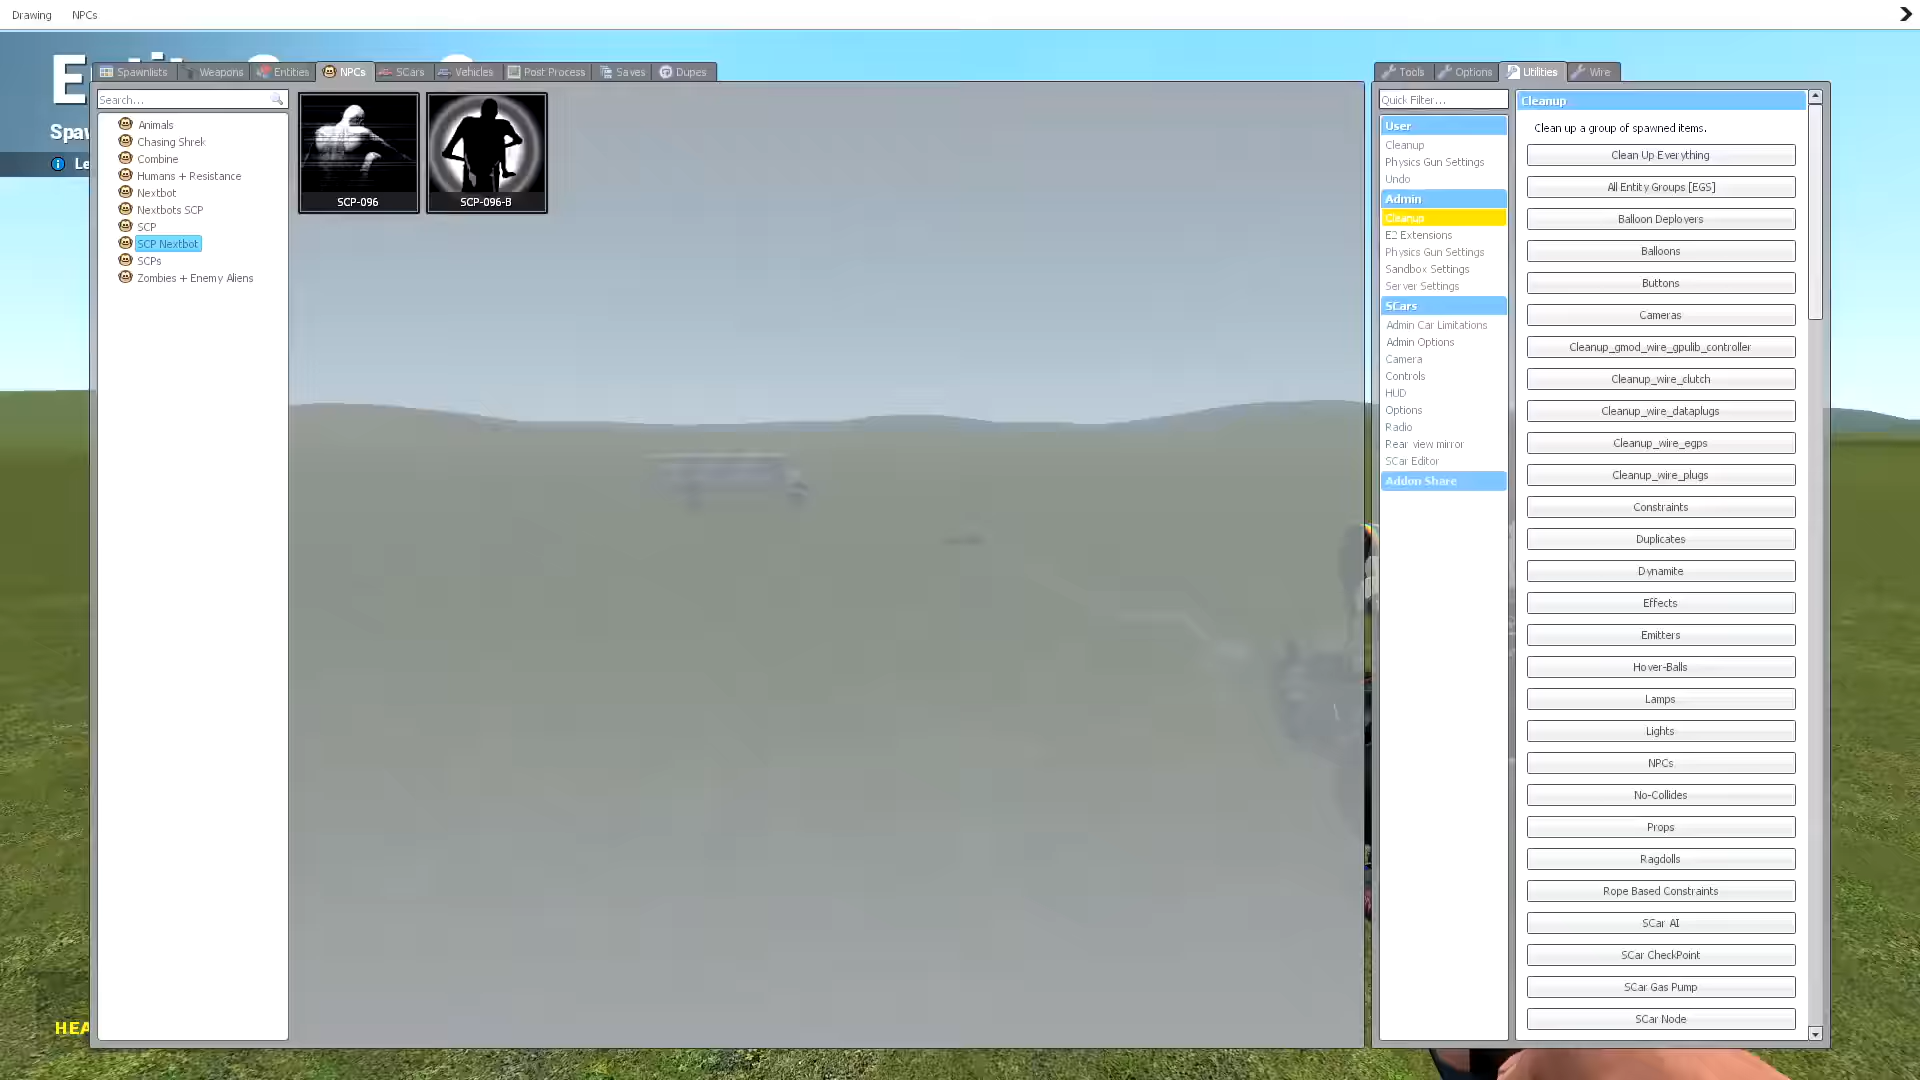 Drawing NPCs
Spawnlists Weapons Entities NPCs SCars Vehicles Post Process Saves Dupes
Tools Options Utilities Wire
Spa
Le
HEA
Search...
Animals
Chasing Shrek
Combine
Humans + Resistance
Nextbot
Nextbots SCP
SCP
SCP Nextbot
SCPs
Zombies + Enemy Aliens
SCP-096
SCP-096-B
Quick Filter...
User
Cleanup
Physics Gun Settings
Undo
Admin
Cleanup
E2 Extensions
Physics Gun Settings
Sandbox Settings
Server Settings
SCars
Admin Car Limitations
Admin Options
Camera
Controls
HUD
Options
Radio
Rear view mirror
SCar Editor
Addon Share
Cleanup
Clean up a group of spawned items.
Clean Up Everything
All Entity Groups [EGS]
Balloon Deployers
Balloons
Buttons
Cameras
Cleanup_gmod_wire_gpulib_controller
Cleanup_wire_clutch
Cleanup_wire_dataplugs
Cleanup_wire_egps
Cleanup_wire_plugs
Constraints
Duplicates
Dynamite
Effects
Emitters
Hover-Balls
Lamps
Lights
NPCs
No-Collides
Props
Ragdolls
Rope Based Constraints
SCar AI
SCar CheckPoint
SCar Gas Pump
SCar Node